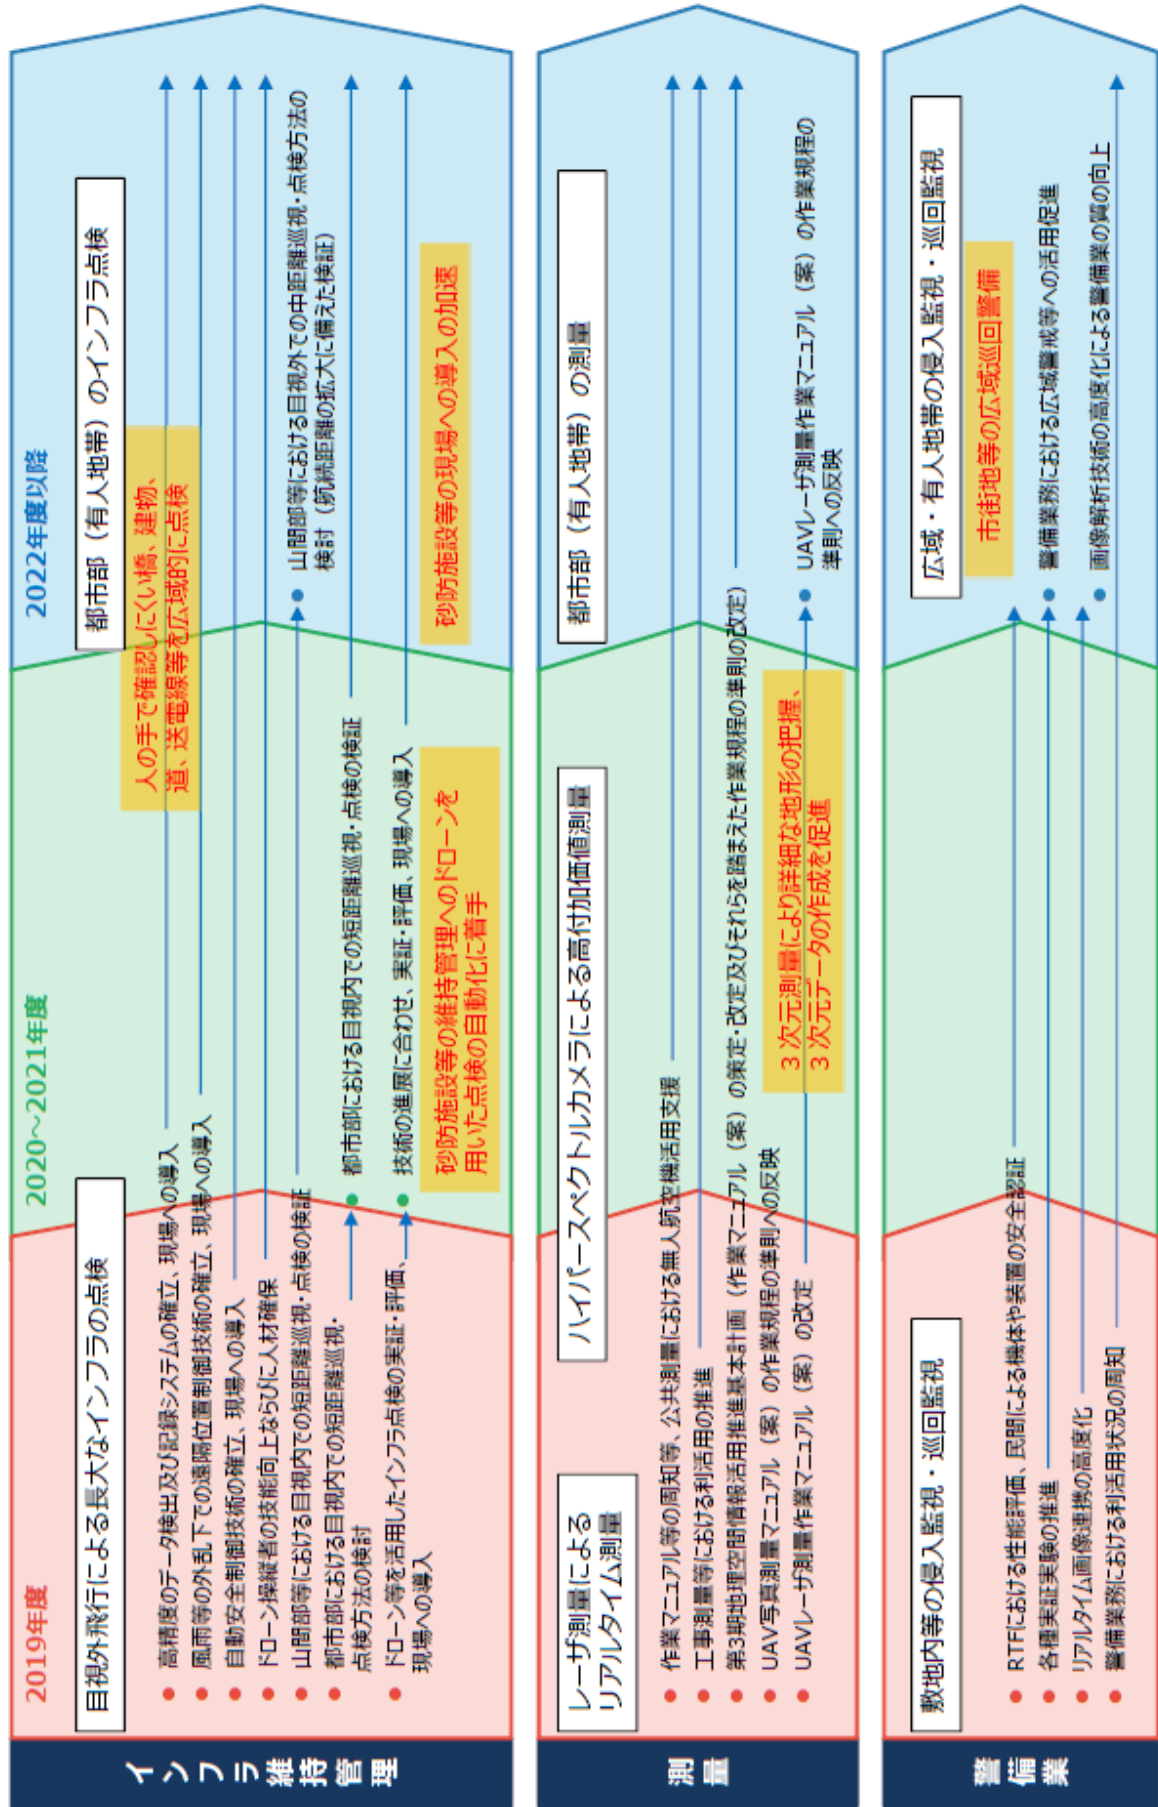 2019年度
2020～2021年度
2022年度以降
インフラ維持管理
目視外飛行による長大なインフラの点検
都市部（有人地帯）のインフラ点検
人の手で確認しにくい橋、建物、
道、送電線等を広域的に点検
高精度のデータ検出及び記録システムの確立、現場への導入
風雨等の外乱下での遠隔位置制御技術の確立、現場への導入
自動安全制御技術の確立、現場への導入
ドローン操縦者の技能向上ならびに人材確保
山間部等における目視内での短距離巡視・点検の検証
都市部における目視内での短距離巡視・
点検方法の検討
ドローン等を活用したインフラ点検の実証・評価、
現場への導入
都市部における目視内での短距離巡視・点検の検証
技術の進展に合わせ、実証・評価、現場への導入
砂防施設等の維持管理へのドローンを
用いた点検の自動化に着手
山間部等における目視外での中距離巡視・点検方法の
検討（航続距離の拡大に備えた検証）
砂防施設等の現場への導入の加速
測量
レーザ測量による
リアルタイム測量
ハイパースペクトルカメラによる高付加価値測量
都市部（有人地帯）の測量
作業マニュアル等の周知等、公共測量における無人航空機活用支援
工事測量等における利活用の推進
第3期地理空間情報活用推進基本計画（作業マニュアル（案）の策定・改定及びそれらを踏まえた作業規程の準則の改定）
UAV写真測量マニュアル（案）の作業規程の準則への反映
UAVレーザ測量作業マニュアル（案）の改定
3次元測量により詳細な地形の把握、
3次元データの作成を促進
UAVレーザ測量作業マニュアル（案）の作業規程の
準則への反映
警備業
敷地内等の侵入監視・巡回監視
広域・有人地帯の侵入監視・巡回監視
市街地等の広域巡回警備
RTFにおける性能評価、民間による機体や装置の安全認証
各種実証実験の推進
リアルタイム画像連携の高度化
警備業務における利活用状況の周知
警備業務における広域警戒等への活用促進
画像解析技術の高度化による警備業の質の向上